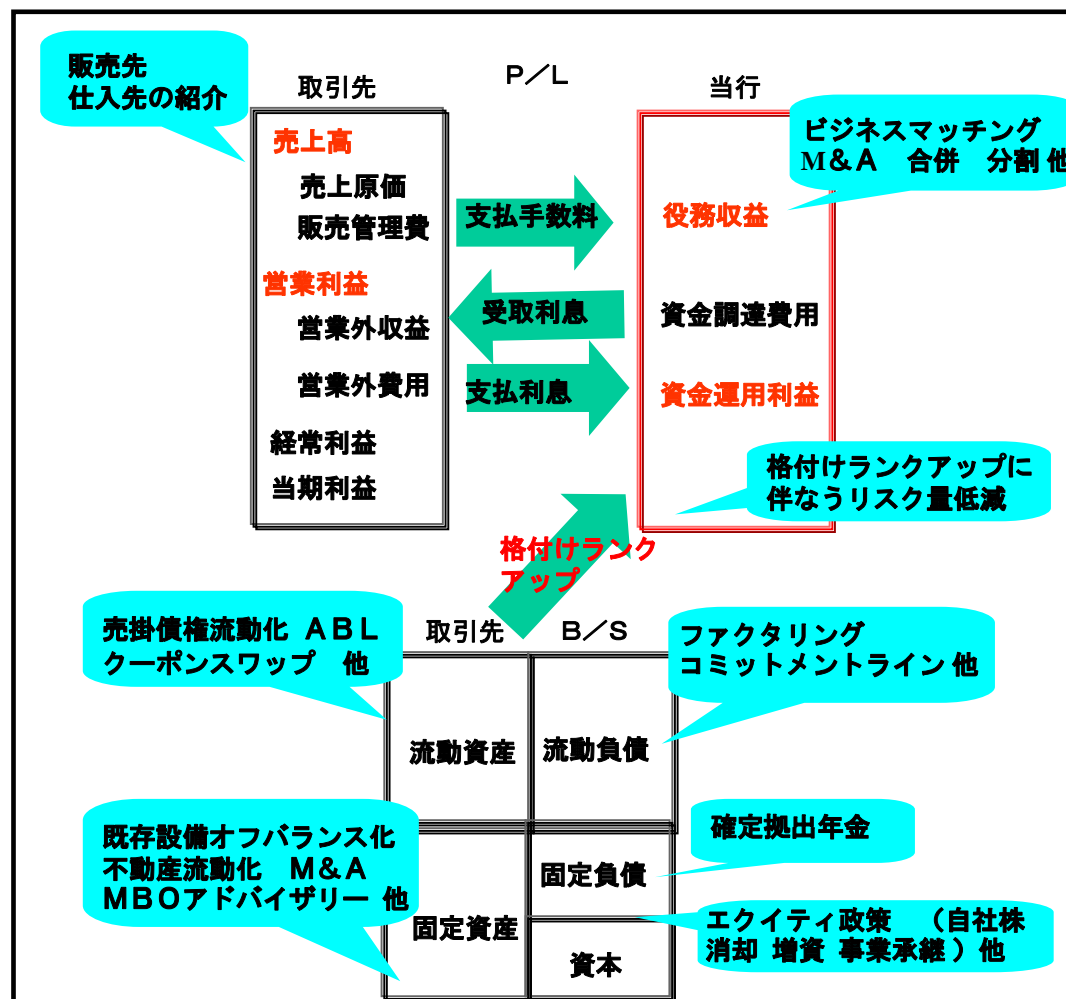 販売先
仕入先の紹介
P/L
取引先
当行
売上高
売上原価
販売管理費
営業利益
営業外収益
営業外費用
経常利益
当期利益
支払手数料
受取利息
支払利息
役務収益
資金調達費用
資金運用利益
ビジネスマッチング
M&A 合併 分割 他
格付けランクアップに
伴なうリスク量低減
格付けランク
アップ
取引先 B/S
売掛債権流動化 ABL
クーポンスワップ 他
ファクタリング
コミットメントライン 他
流動資産
流動負債
既存設備オフバランス化
不動産流動化 M&A
MBOアドバイザリー 他
確定拠出年金
固定負債
固定資産
エクイティ政策 (自社株
消却 増資 事業承継)他
資本